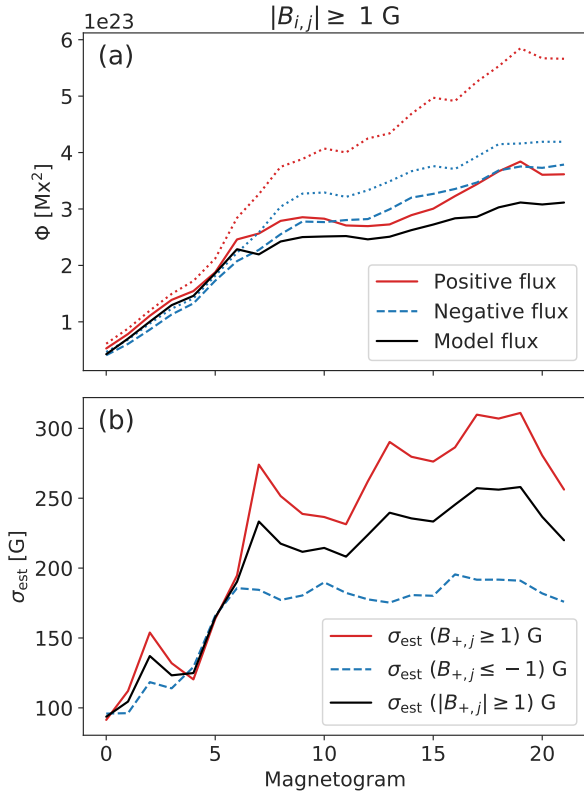 |B_{i,j}| ≥ 1 G
1e23
(a)
6
5
4
3
2
1
Φ [Mx²]
Positive flux
Negative flux
Model flux
(b)
300
250
200
150
100
σ_est [G]
σ_est (B_{+,j} ≥ 1) G
σ_est (B_{+,j} ≤ −1) G
σ_est (|B_{+,j}| ≥ 1) G
0 5 10 15 20
Magnetogram